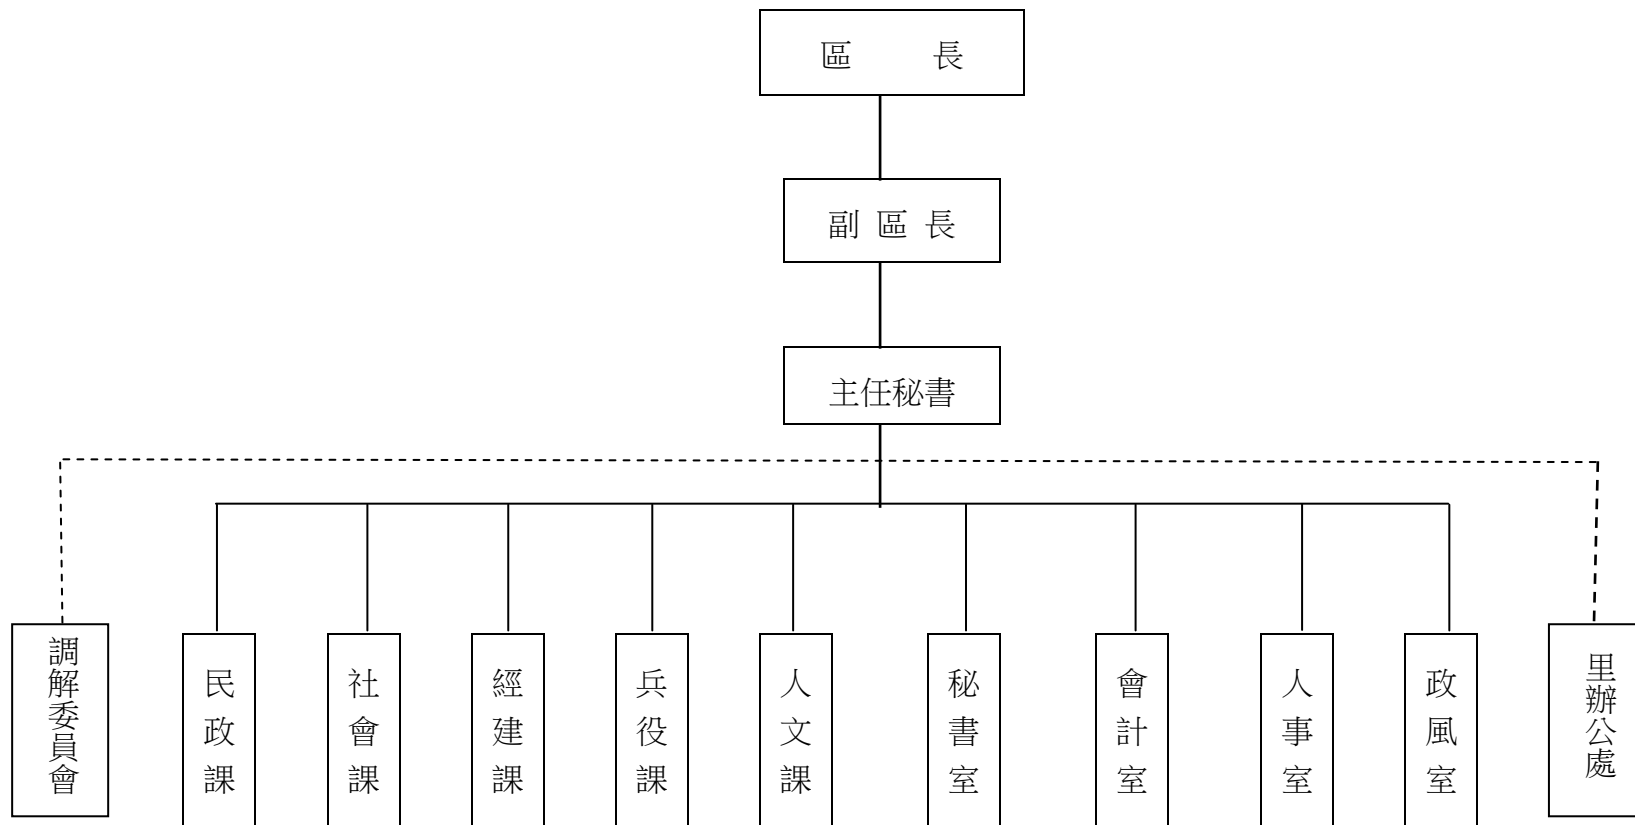 區 長
副 區 長
主任秘書
調解委員會
民政課
社會課
經建課
兵役課
人文課
秘書室
會計室
人事室
政風室
里辦公處